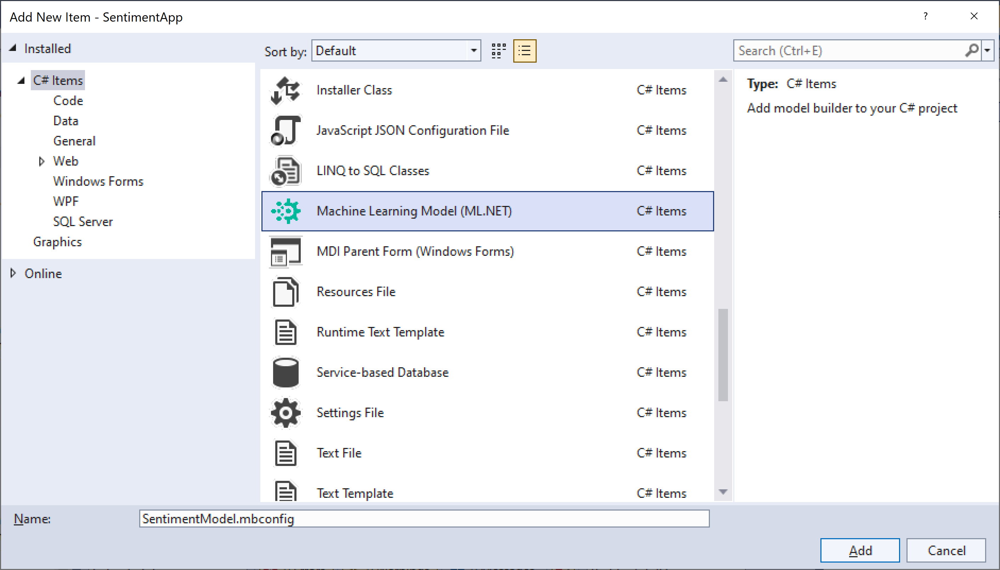 Add New Item - SentimentApp
?
Installed
Sort by: Default
Search (Ctrl+E)
C# Items
Code
Data
General
Web
Windows Forms
WPF
SQL Server
Graphics
Online
Installer Class C# Items
JavaScript JSON Configuration File C# Items
LINQ to SQL Classes C# Items
Machine Learning Model (ML.NET) C# Items
MDI Parent Form (Windows Forms) C# Items
Resources File C# Items
Runtime Text Template C# Items
Service-based Database C# Items
Settings File C# Items
Text File C# Items
Text Template C# Items
Type: C# Items
Add model builder to your C# project
Name: SentimentModel.mbconfig
Add Cancel